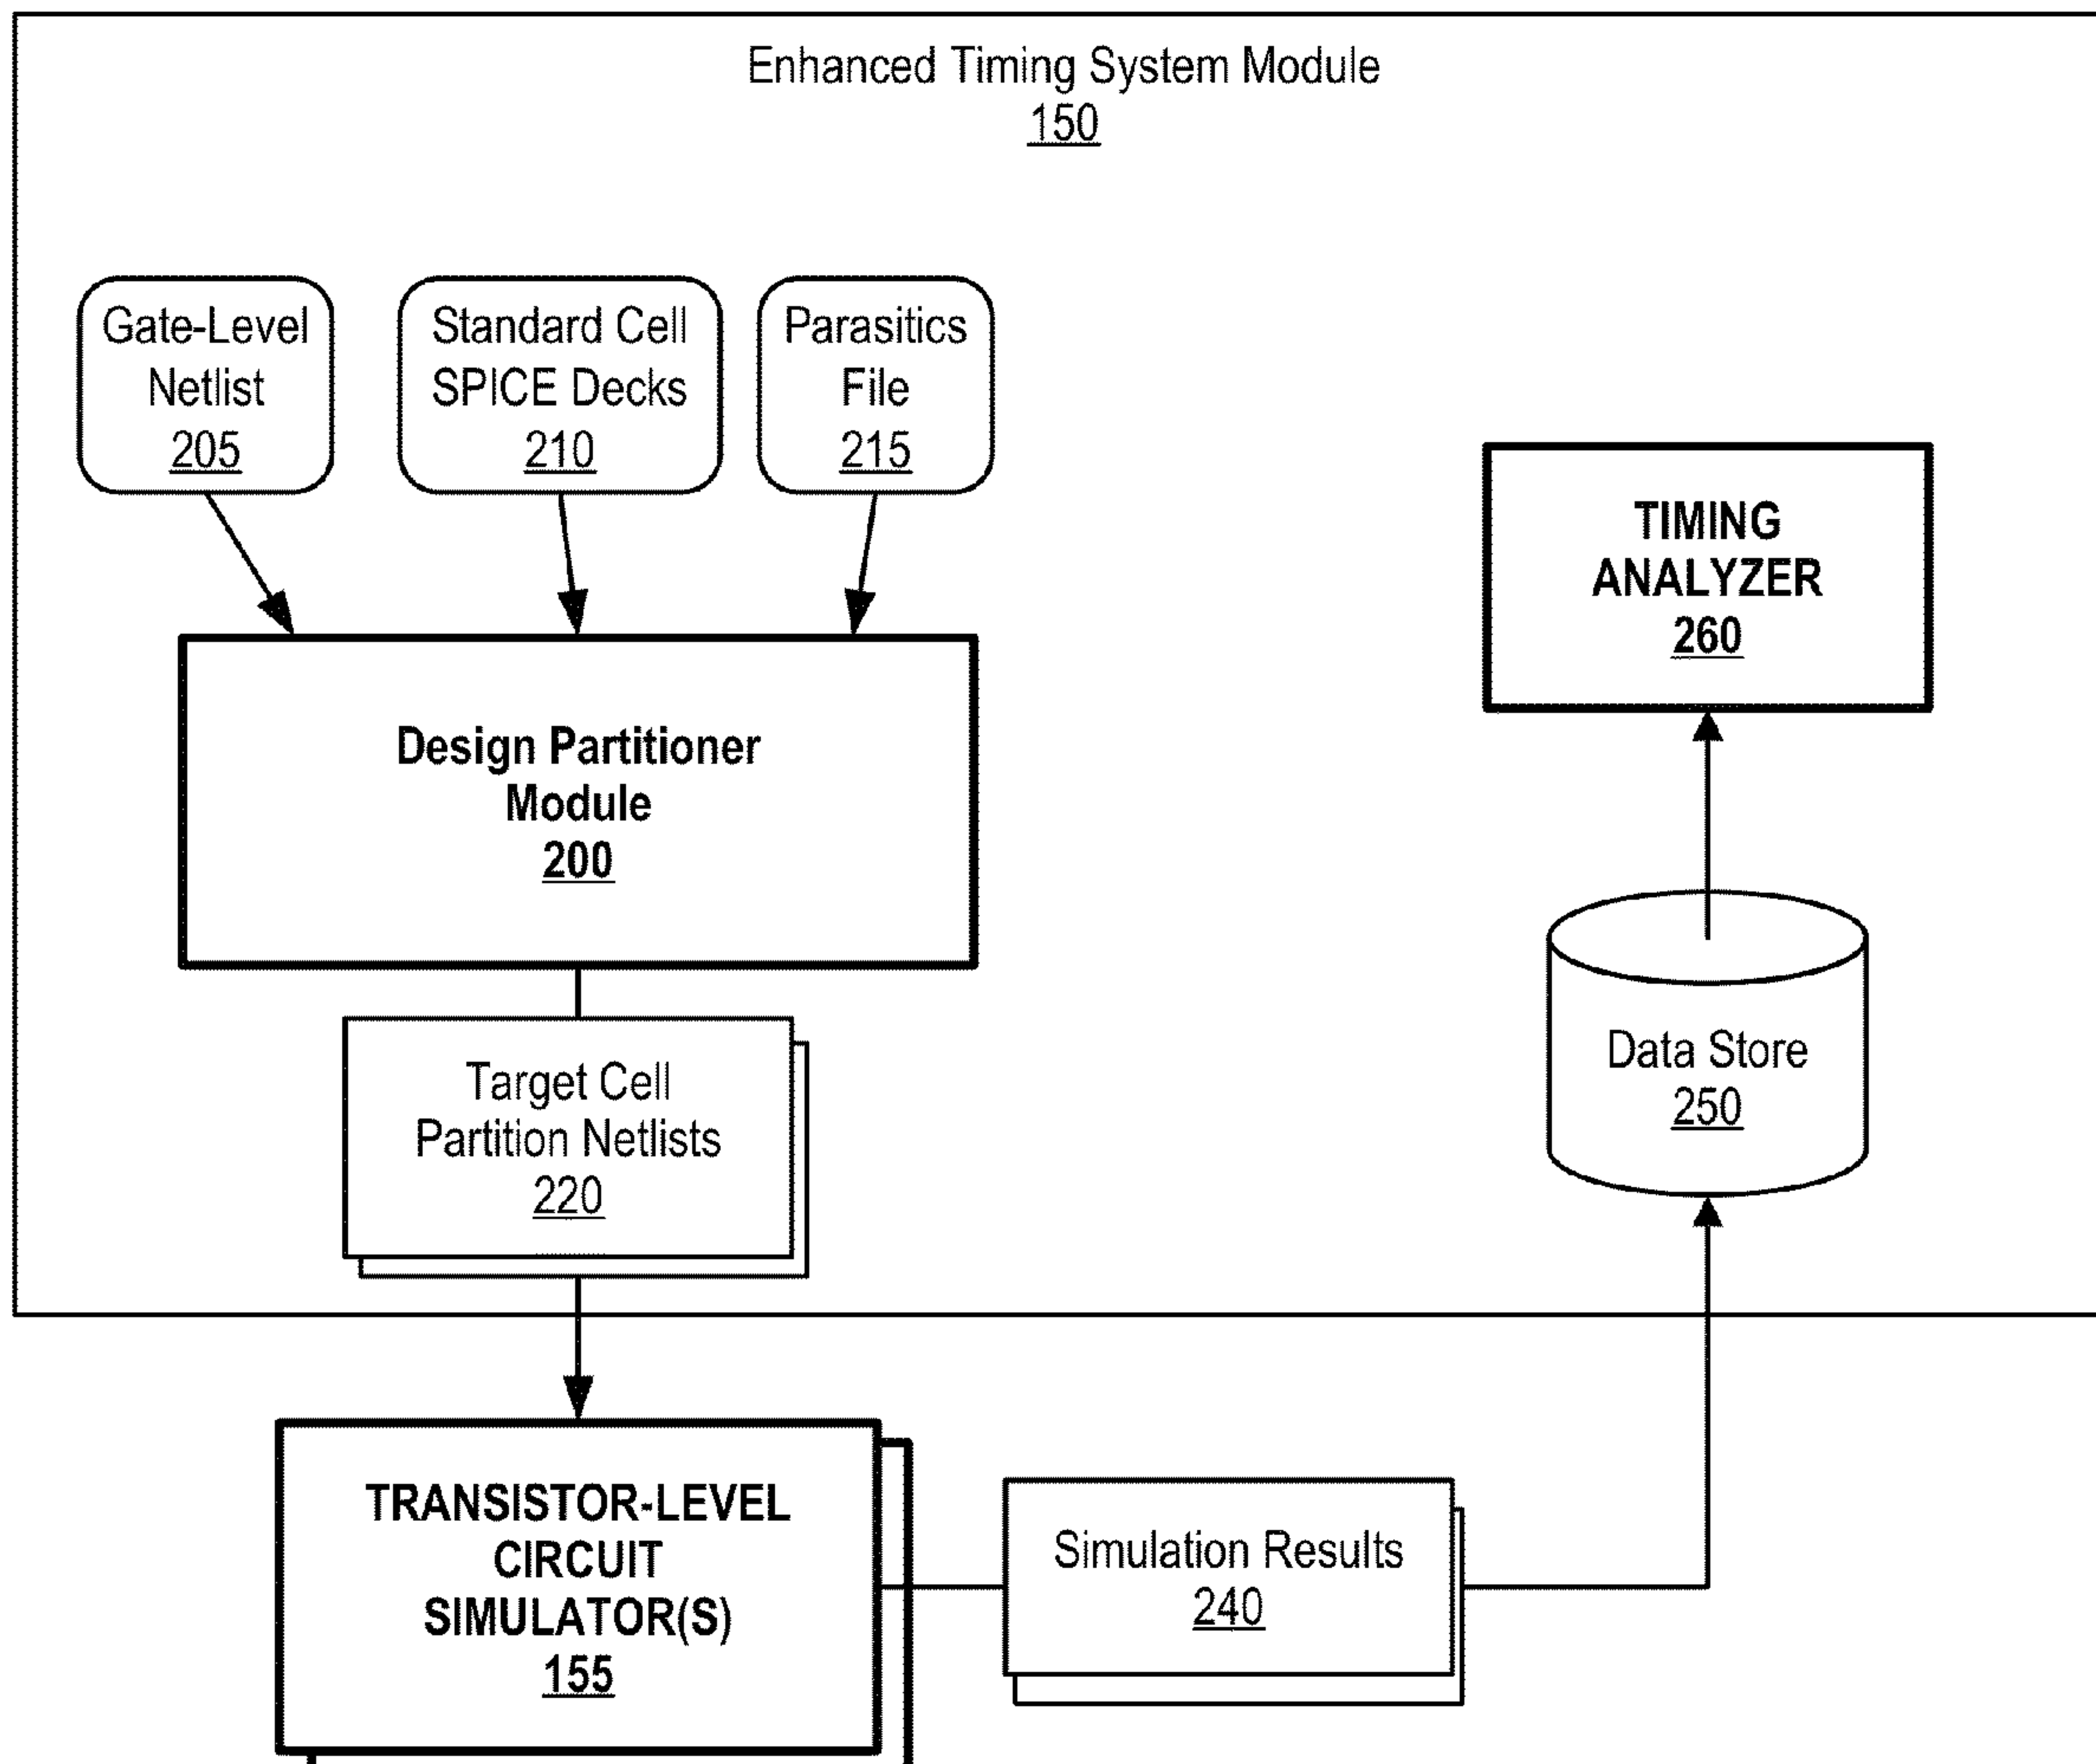 Enhanced Timing System Module
150
Gate-Level
Netlist
205
Standard Cell
SPICE Decks
210
Parasitics
File
215
TIMING
ANALYZER
260
Design Partitioner
Module
200
Target Cell
Partition Netlists
220
Data Store
250
TRANSISTOR-LEVEL
CIRCUIT
SIMULATOR(S)
155
Simulation Results
240